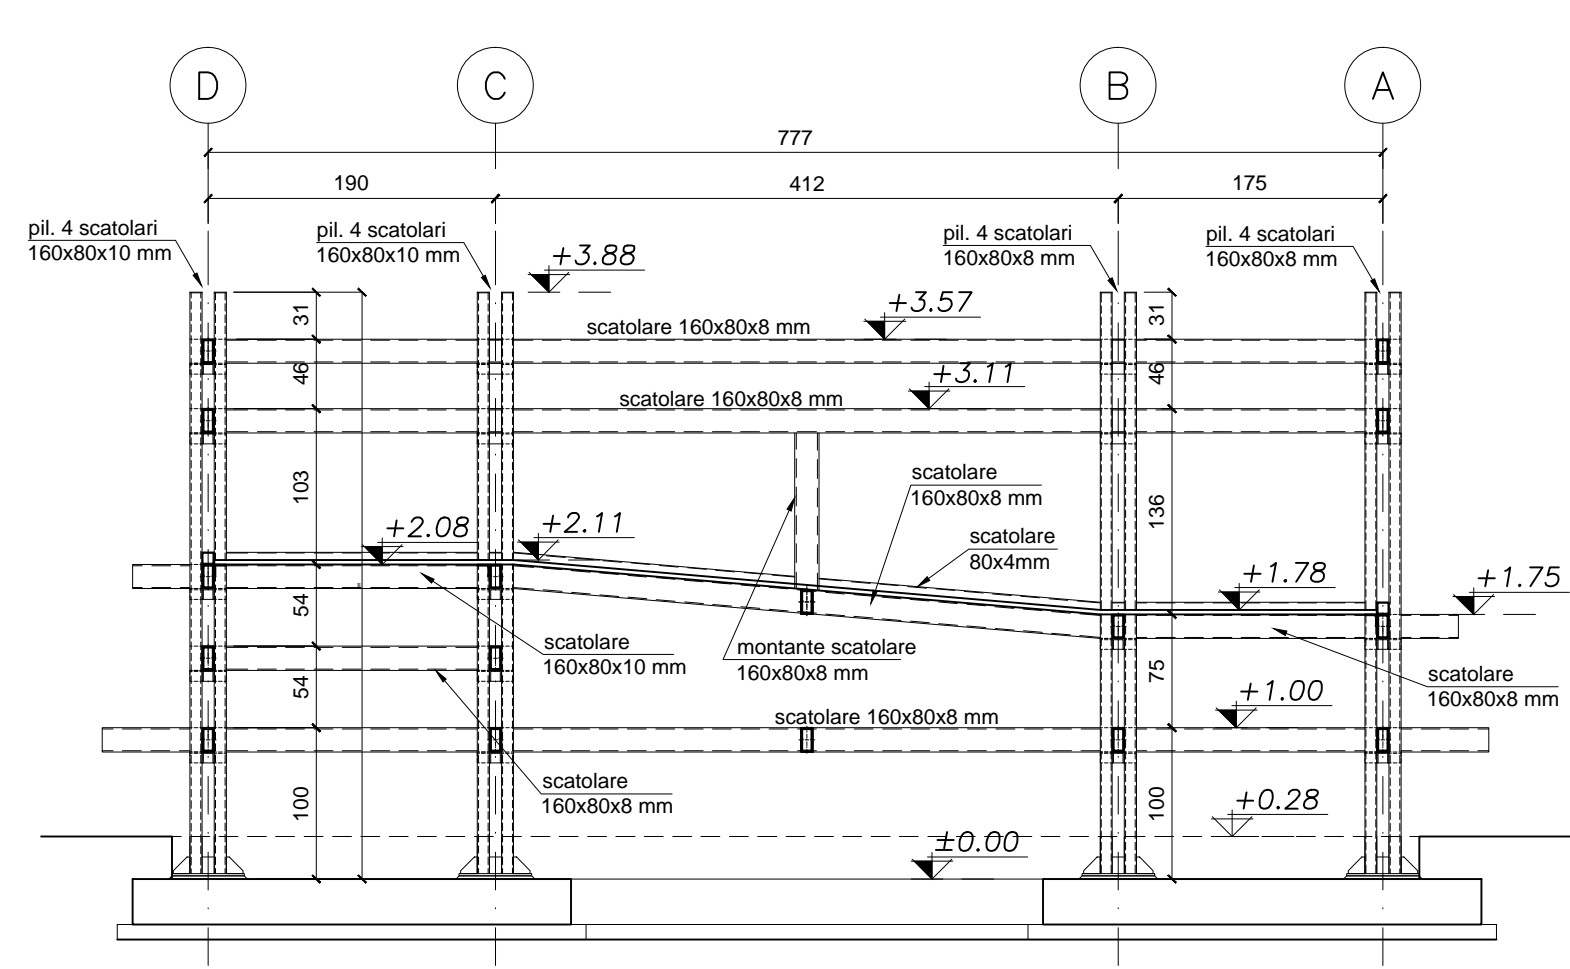 D
C
B
A
777
190
412
175
pil. 4 scatolari
160x80x10 mm
pil. 4 scatolari
160x80x10 mm
pil. 4 scatolari
160x80x8 mm
pil. 4 scatolari
160x80x8 mm
+3.88
+3.57
scatolare 160x80x8 mm
31
31
46
46
+3.11
scatolare 160x80x8 mm
103
136
scatolare
160x80x8 mm
+2.08
+2.11
scatolare
80x4mm
+1.78
+1.75
54
scatolare
160x80x10 mm
montante scatolare
160x80x8 mm
75
scatolare
160x80x8 mm
54
+1.00
scatolare 160x80x8 mm
scatolare
160x80x8 mm
100
100
+0.28
±0.00